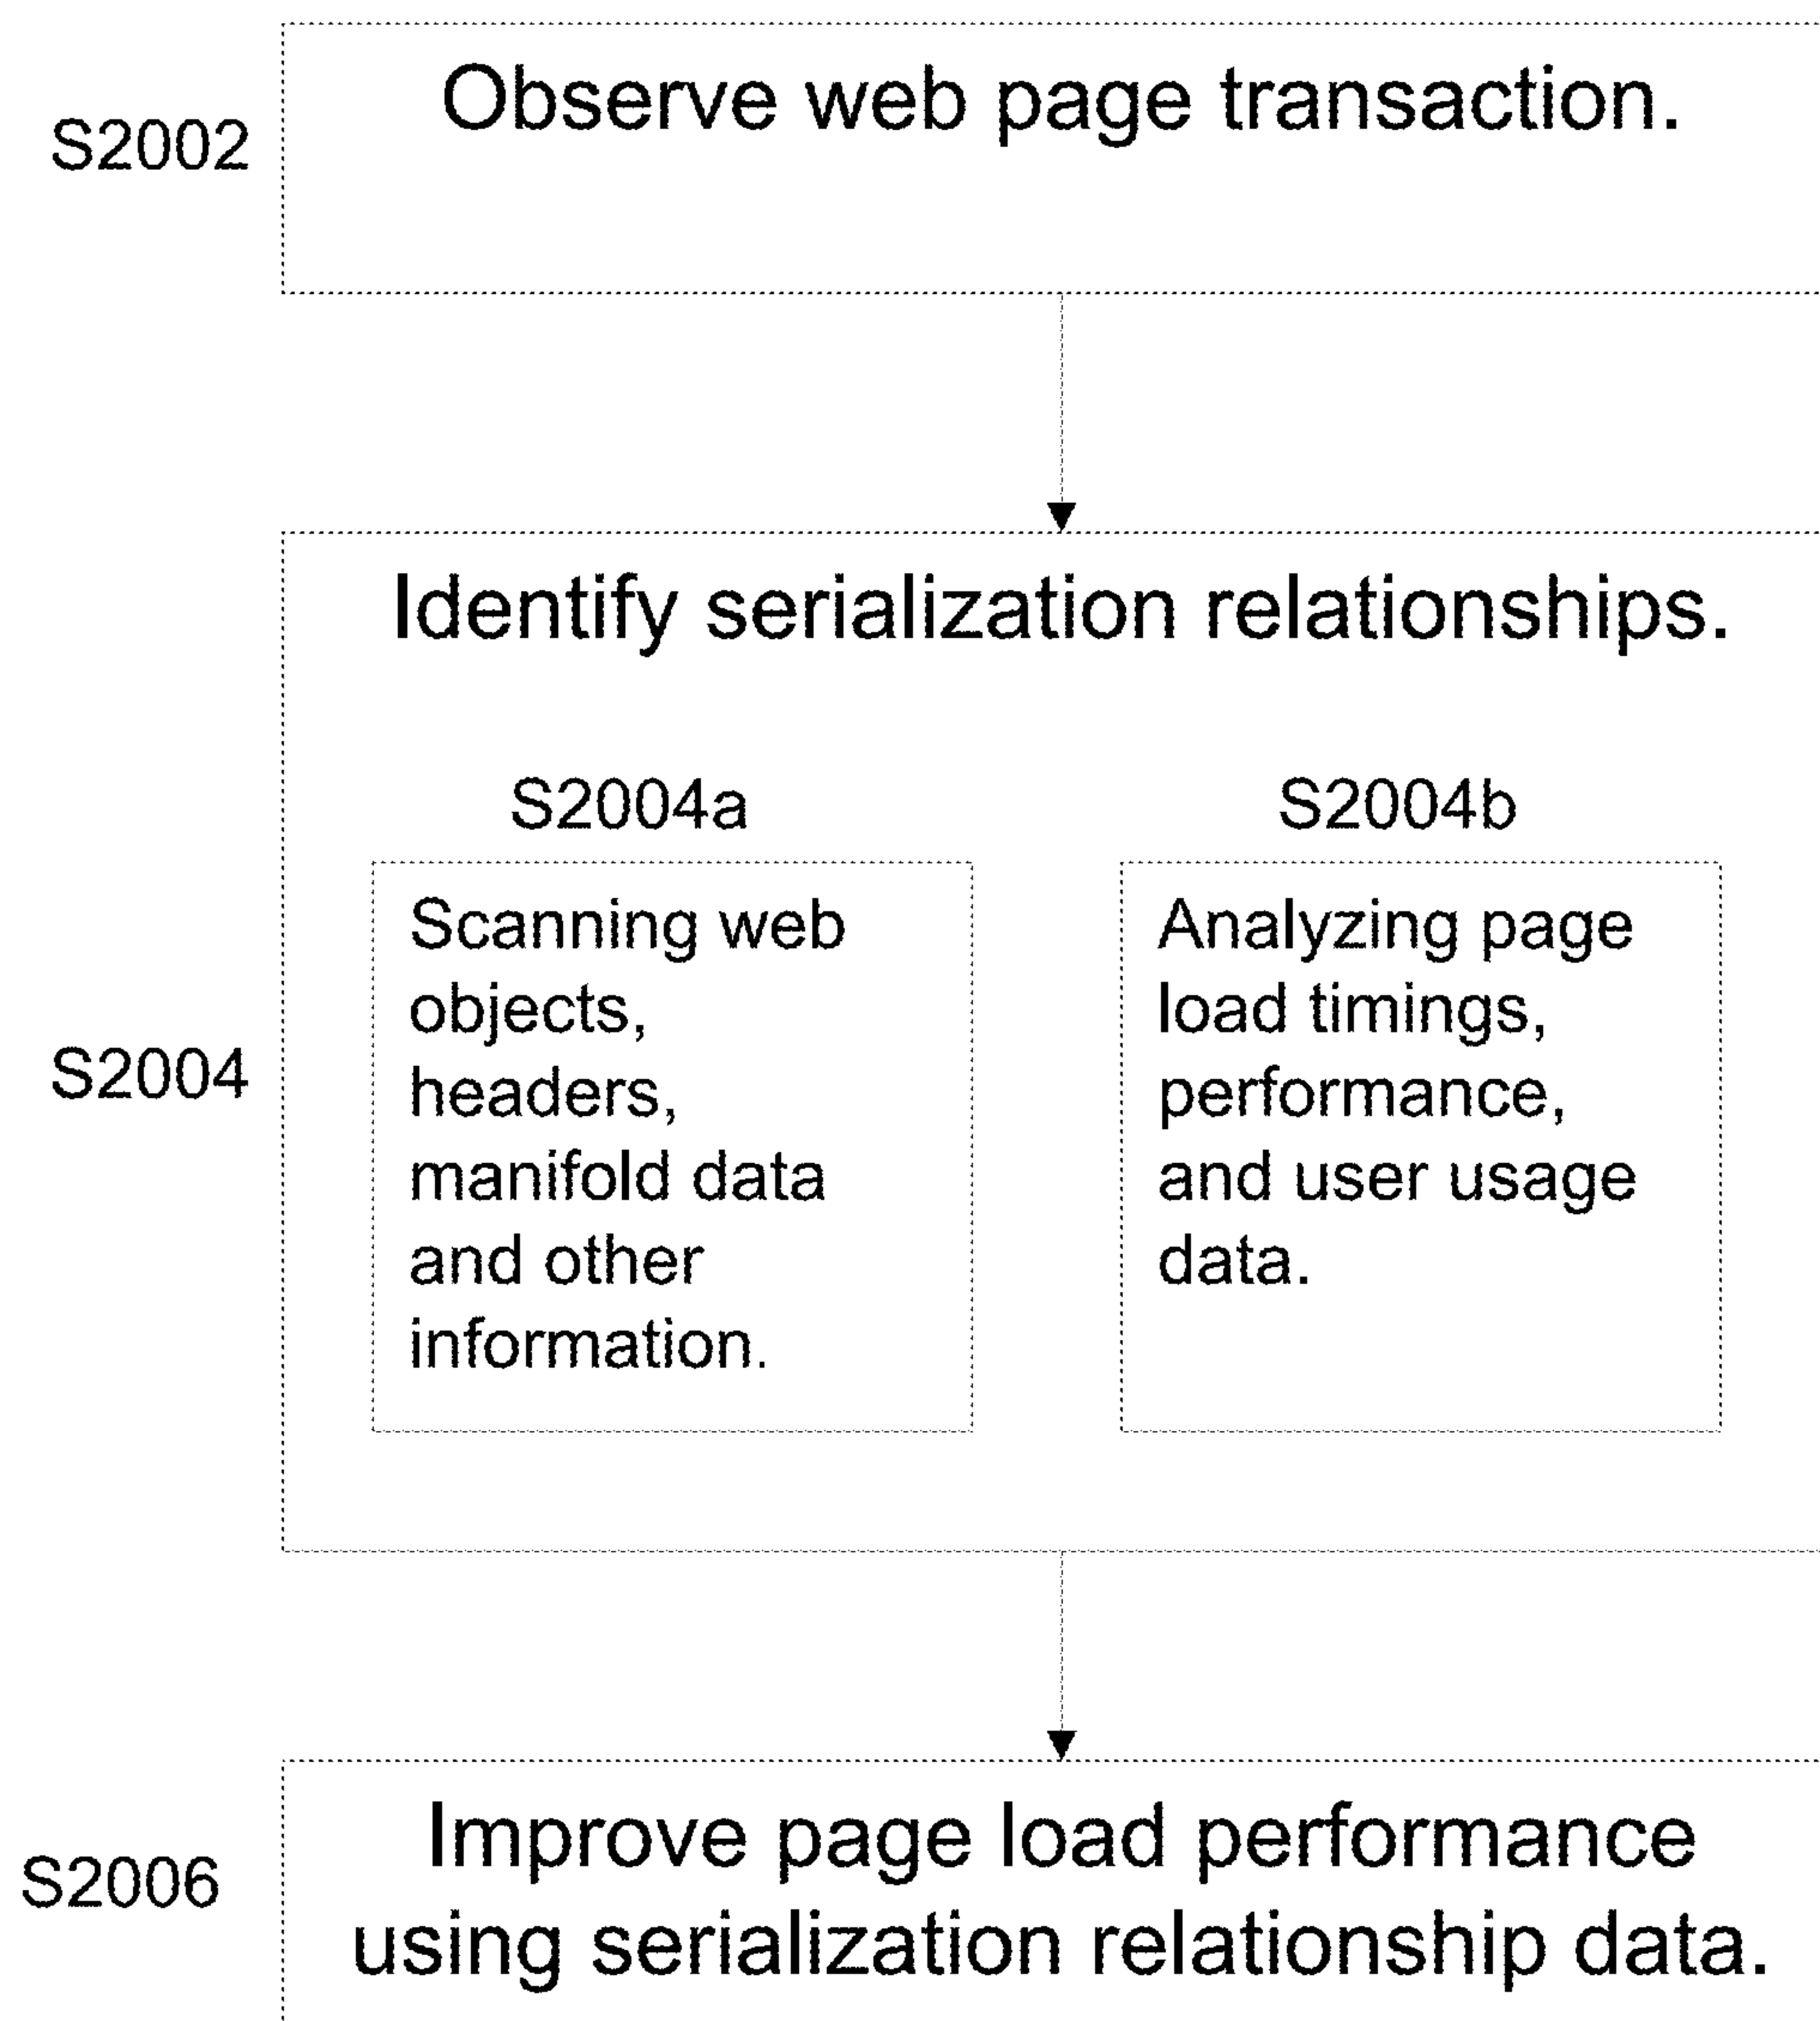 S2002
Observe web page transaction.
S2004
Identify serialization relationships.
S2004a
Scanning web
objects,
headers,
manifold data
and other
information.
S2004b
Analyzing page
load timings,
performance,
and user usage
data.
S2006
Improve page load performance
using serialization relationship data.